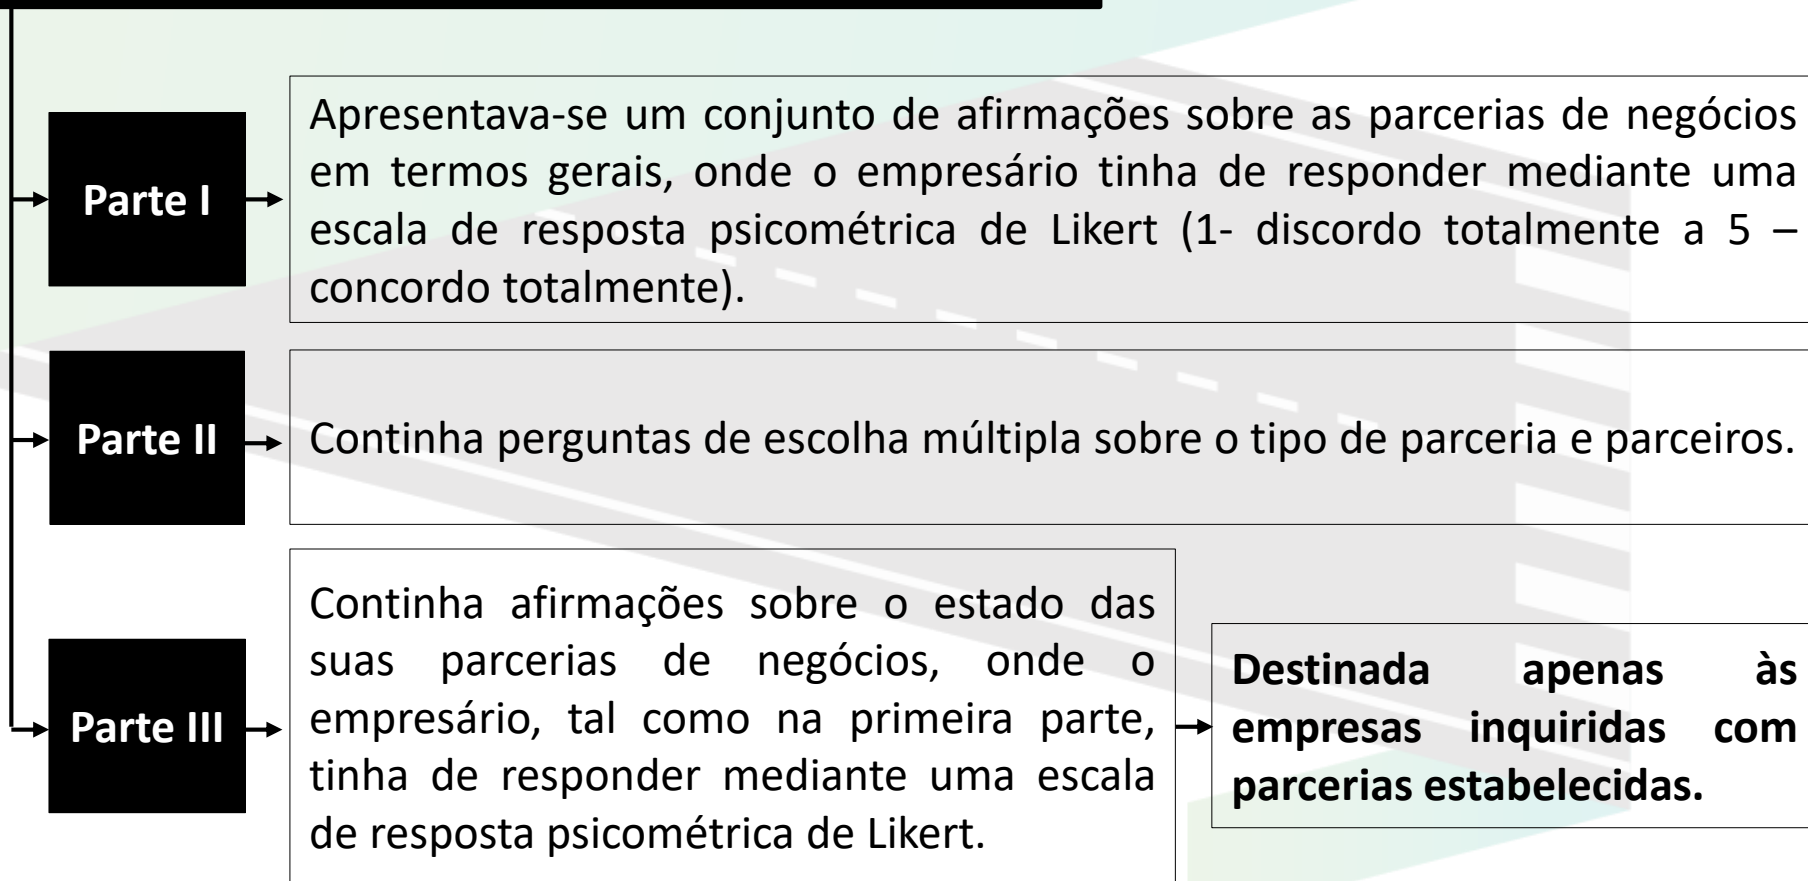 Parte I
Apresentava-se um conjunto de afirmações sobre as parcerias de negócios
em termos gerais, onde o empresário tinha de responder mediante uma
escala de resposta psicométrica de Likert (1- discordo totalmente a 5 –
concordo totalmente).
Parte II
Continha perguntas de escolha múltipla sobre o tipo de parceria e parceiros.
Parte III
Continha afirmações sobre o estado das
suas parcerias de negócios, onde o
empresário, tal como na primeira parte,
tinha de responder mediante uma escala
de resposta psicométrica de Likert.
Destinada apenas às
empresas inquiridas com
parcerias estabelecidas.